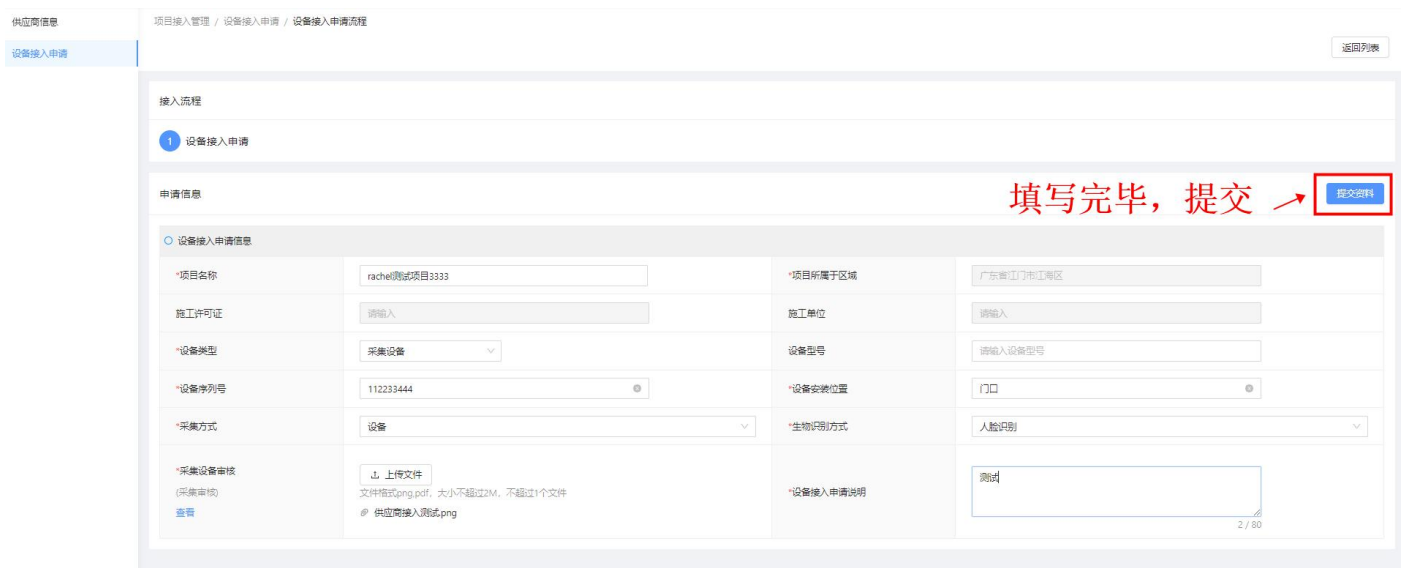 供应商信息
项目接入管理 / 设备接入申请 / 设备接入申请流程
设备接入申请
返回列表
接入流程
1 设备接入申请
申请信息
填写完毕，提交
提交资料
设备接入申请信息
*项目名称 rachel测试项目3333 *项目所属于区域 广东省江门市江海区
施工许可证 请输入 施工单位 请输入
*设备类型 采集设备 设备型号 请输入设备型号
*设备序列号 112233444 *设备安装位置 门口
*采集方式 设备 *生物识别方式 人脸识别
*采集设备审核
(采集审核)
查看
上传文件
文件格式png,pdf，大小不超过2M，不超过1个文件
供应商接入测试.png
*设备接入申请说明
测试
2 / 80